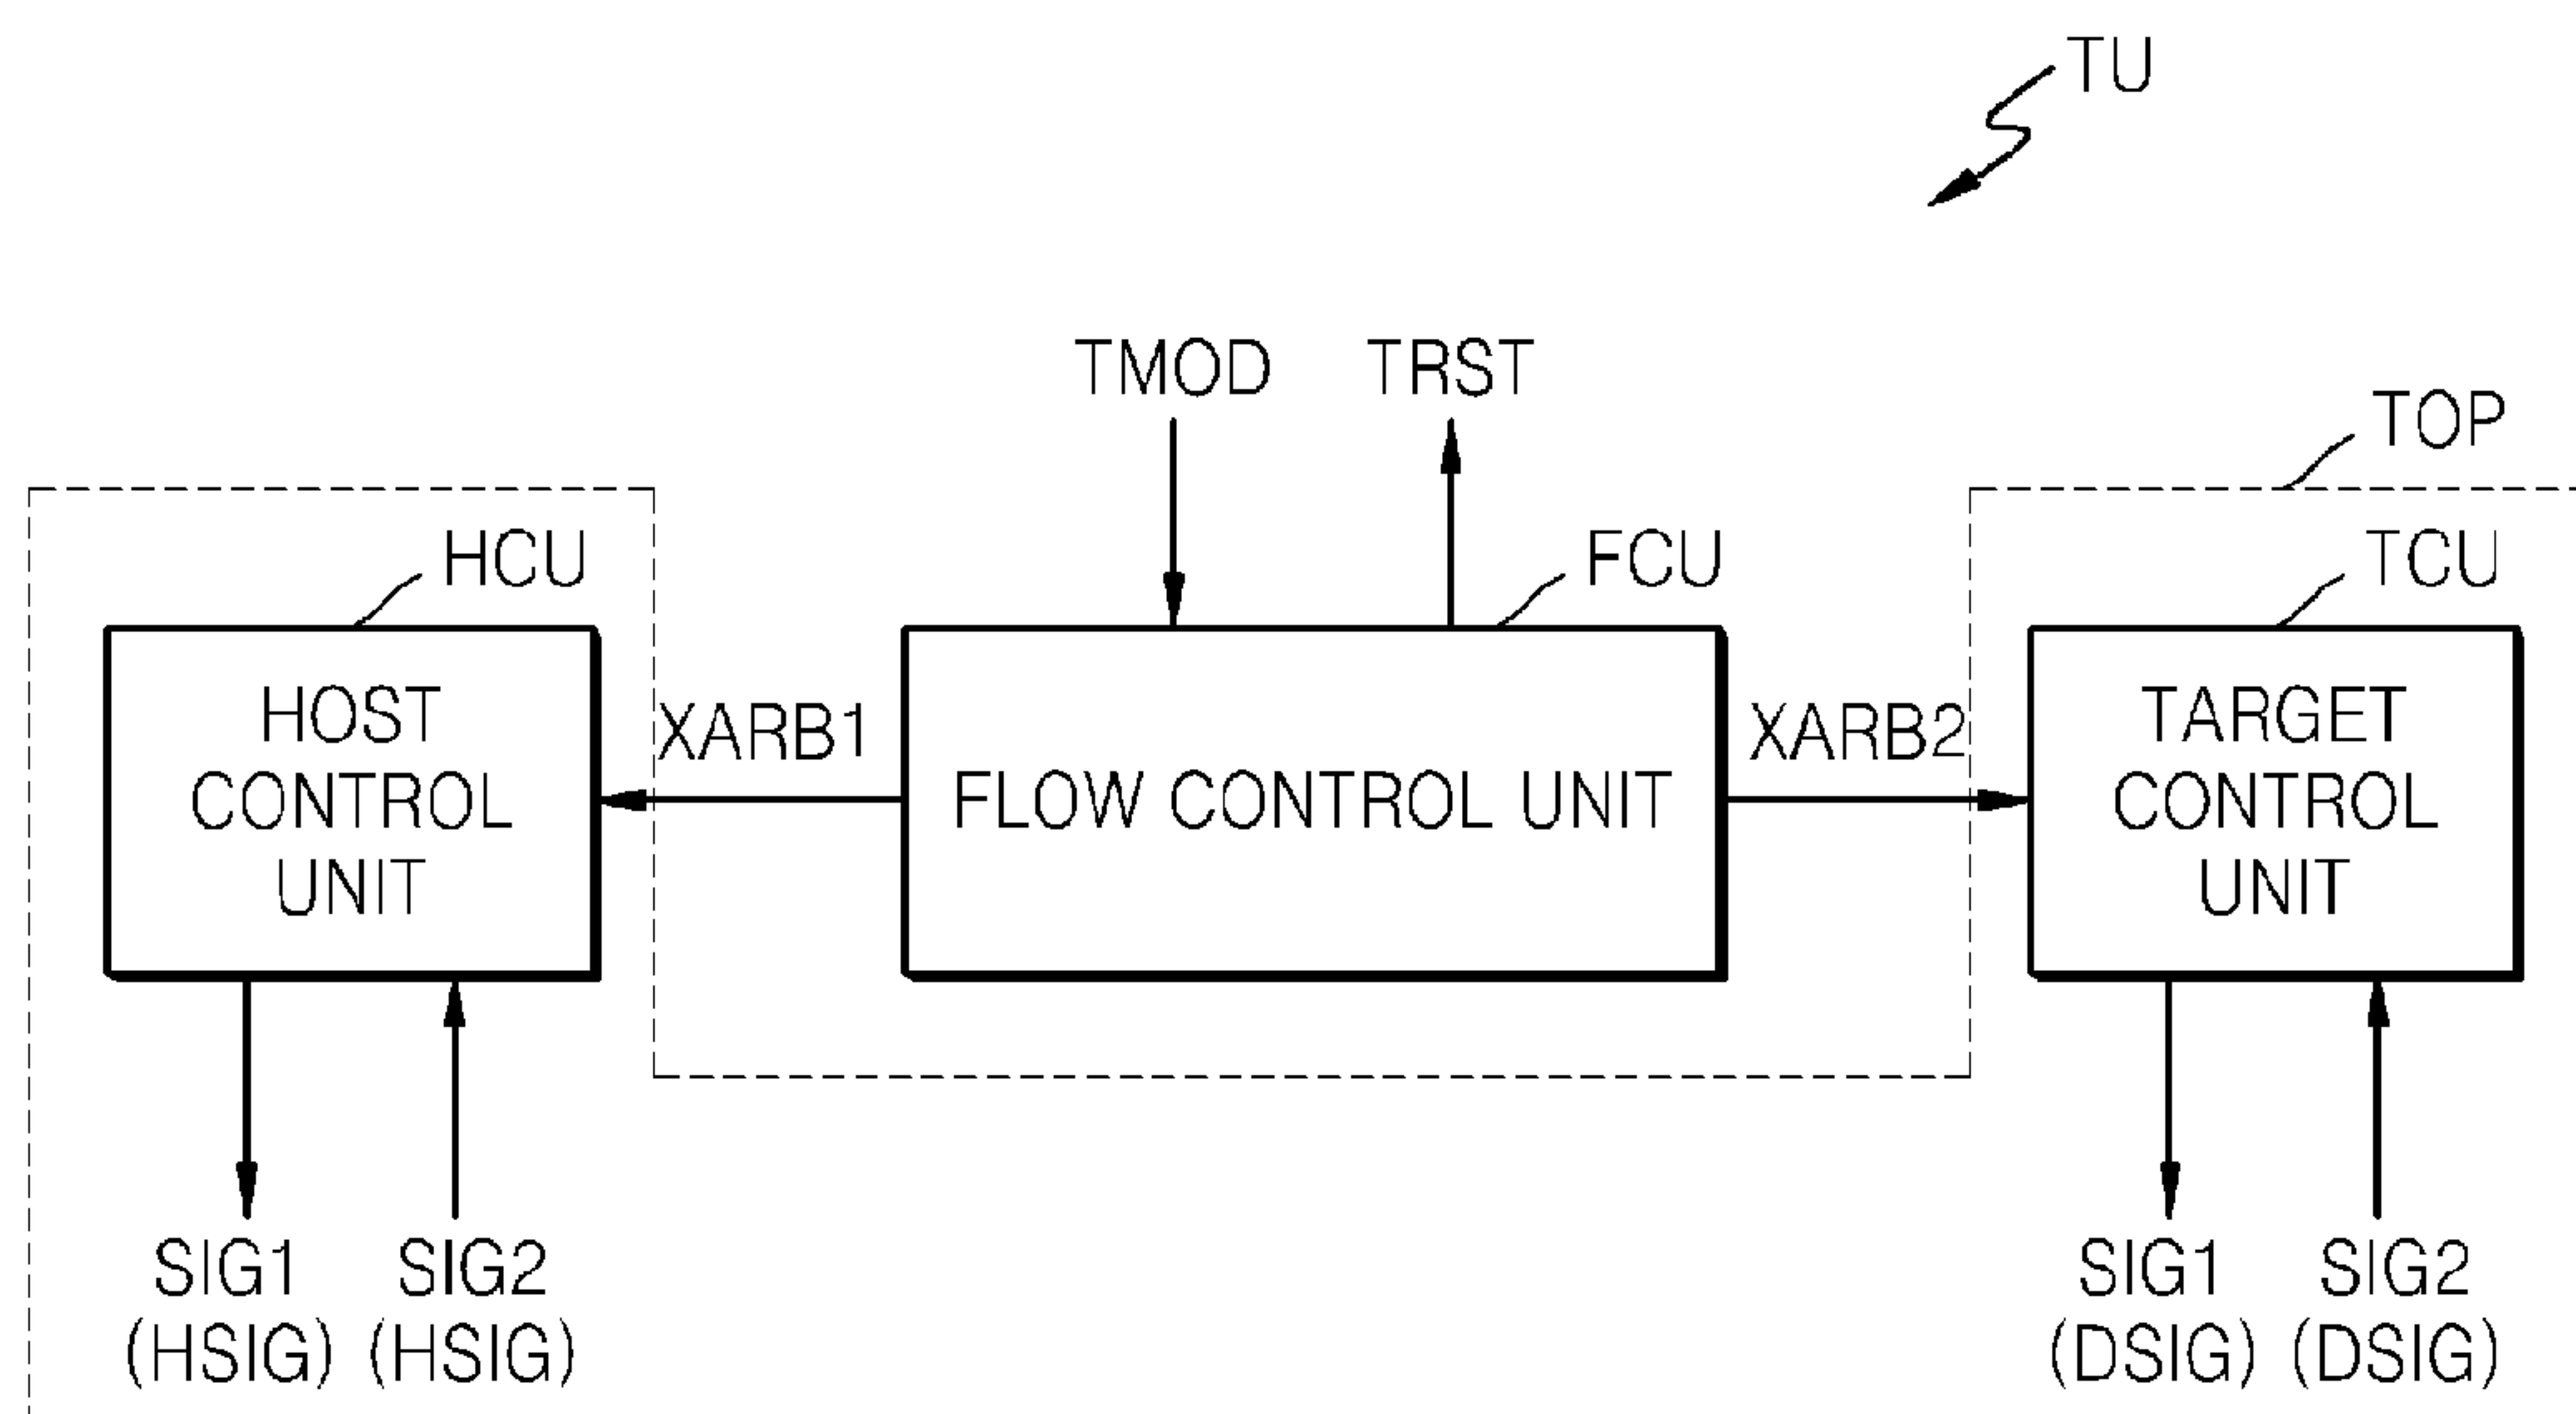 TU
TMOD
TRST
TOP
HCU
FCU
TCU
HOST
CONTROL
UNIT
XARB1
FLOW CONTROL UNIT
XARB2
TARGET
CONTROL
UNIT
SIG1
(HSIG)
SIG2
(HSIG)
SIG1
(DSIG)
SIG2
(DSIG)